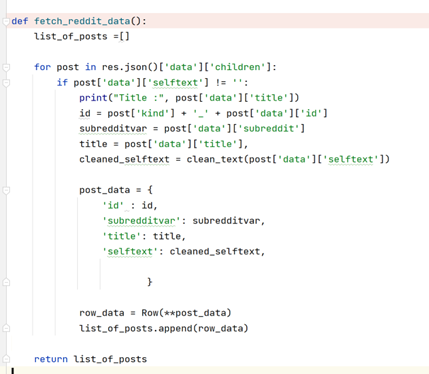 def fetch_reddit_data():
    list_of_posts =[]

    for post in res.json()['data']['children']:
        if post['data']['selftext'] != '':
            print("Title :", post['data']['title'])
            id = post['kind'] + '_' + post['data']['id']
            subredditvar = post['data']['subreddit']
            title = post['data']['title'],
            cleaned_selftext = clean_text(post['data']['selftext'])

            post_data = {
                'id' : id,
                'subredditvar': subredditvar,
                'title': title,
                'selftext': cleaned_selftext,

                        }

            row_data = Row(**post_data)
            list_of_posts.append(row_data)

    return list_of_posts